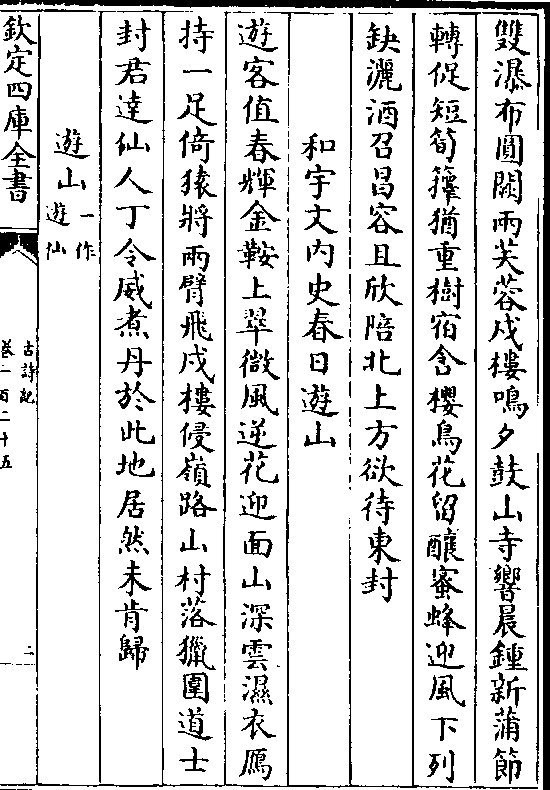 雙瀑布圓闕兩芙蓉戍樓鳴夕鼓山寺響晨鍾新蒲節
轉促短筍籜猶重樹宿含櫻鳥花留釀蜜蜂迎風下列
缺灑酒召昌容且欣陪北上方欲待東封
和宇文内史春日遊山
遊客值春輝金鞍上翠微風逆花迎面山深雲濕衣鴈
持一足倚猿將兩臂飛戍樓侵嶺路山村落獵圍道士
封君達仙人丁令威煮丹於此地居然未肯歸
遊山一作
遊仙
欽定四庫全書
古詩紀
卷一百二十五
二